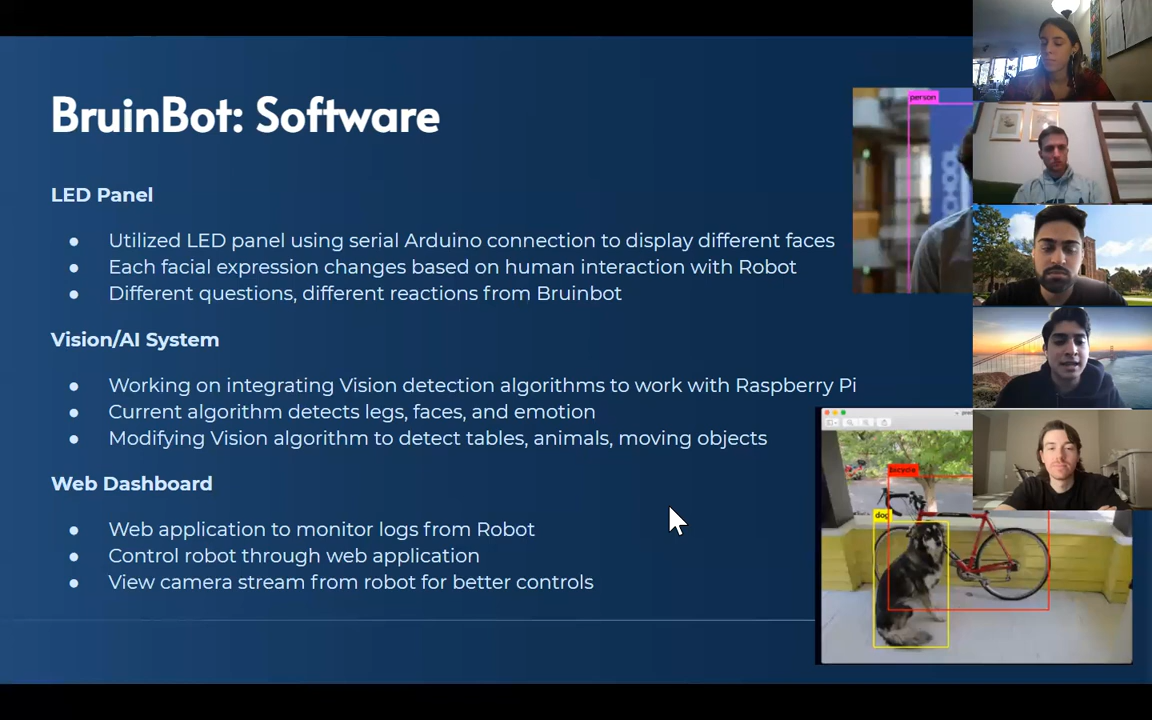 BruinBot: Software
LED Panel
● Utilized LED panel using serial Arduino connection to display different faces
● Each facial expression changes based on human interaction with Robot
● Different questions, different reactions from Bruinbot
Vision/AI System
● Working on integrating Vision detection algorithms to work with Raspberry Pi
● Current algorithm detects legs, faces, and emotion
● Modifying Vision algorithm to detect tables, animals, moving objects
Web Dashboard
● Web application to monitor logs from Robot
● Control robot through web application
● View camera stream from robot for better controls
person
bicycle
dog